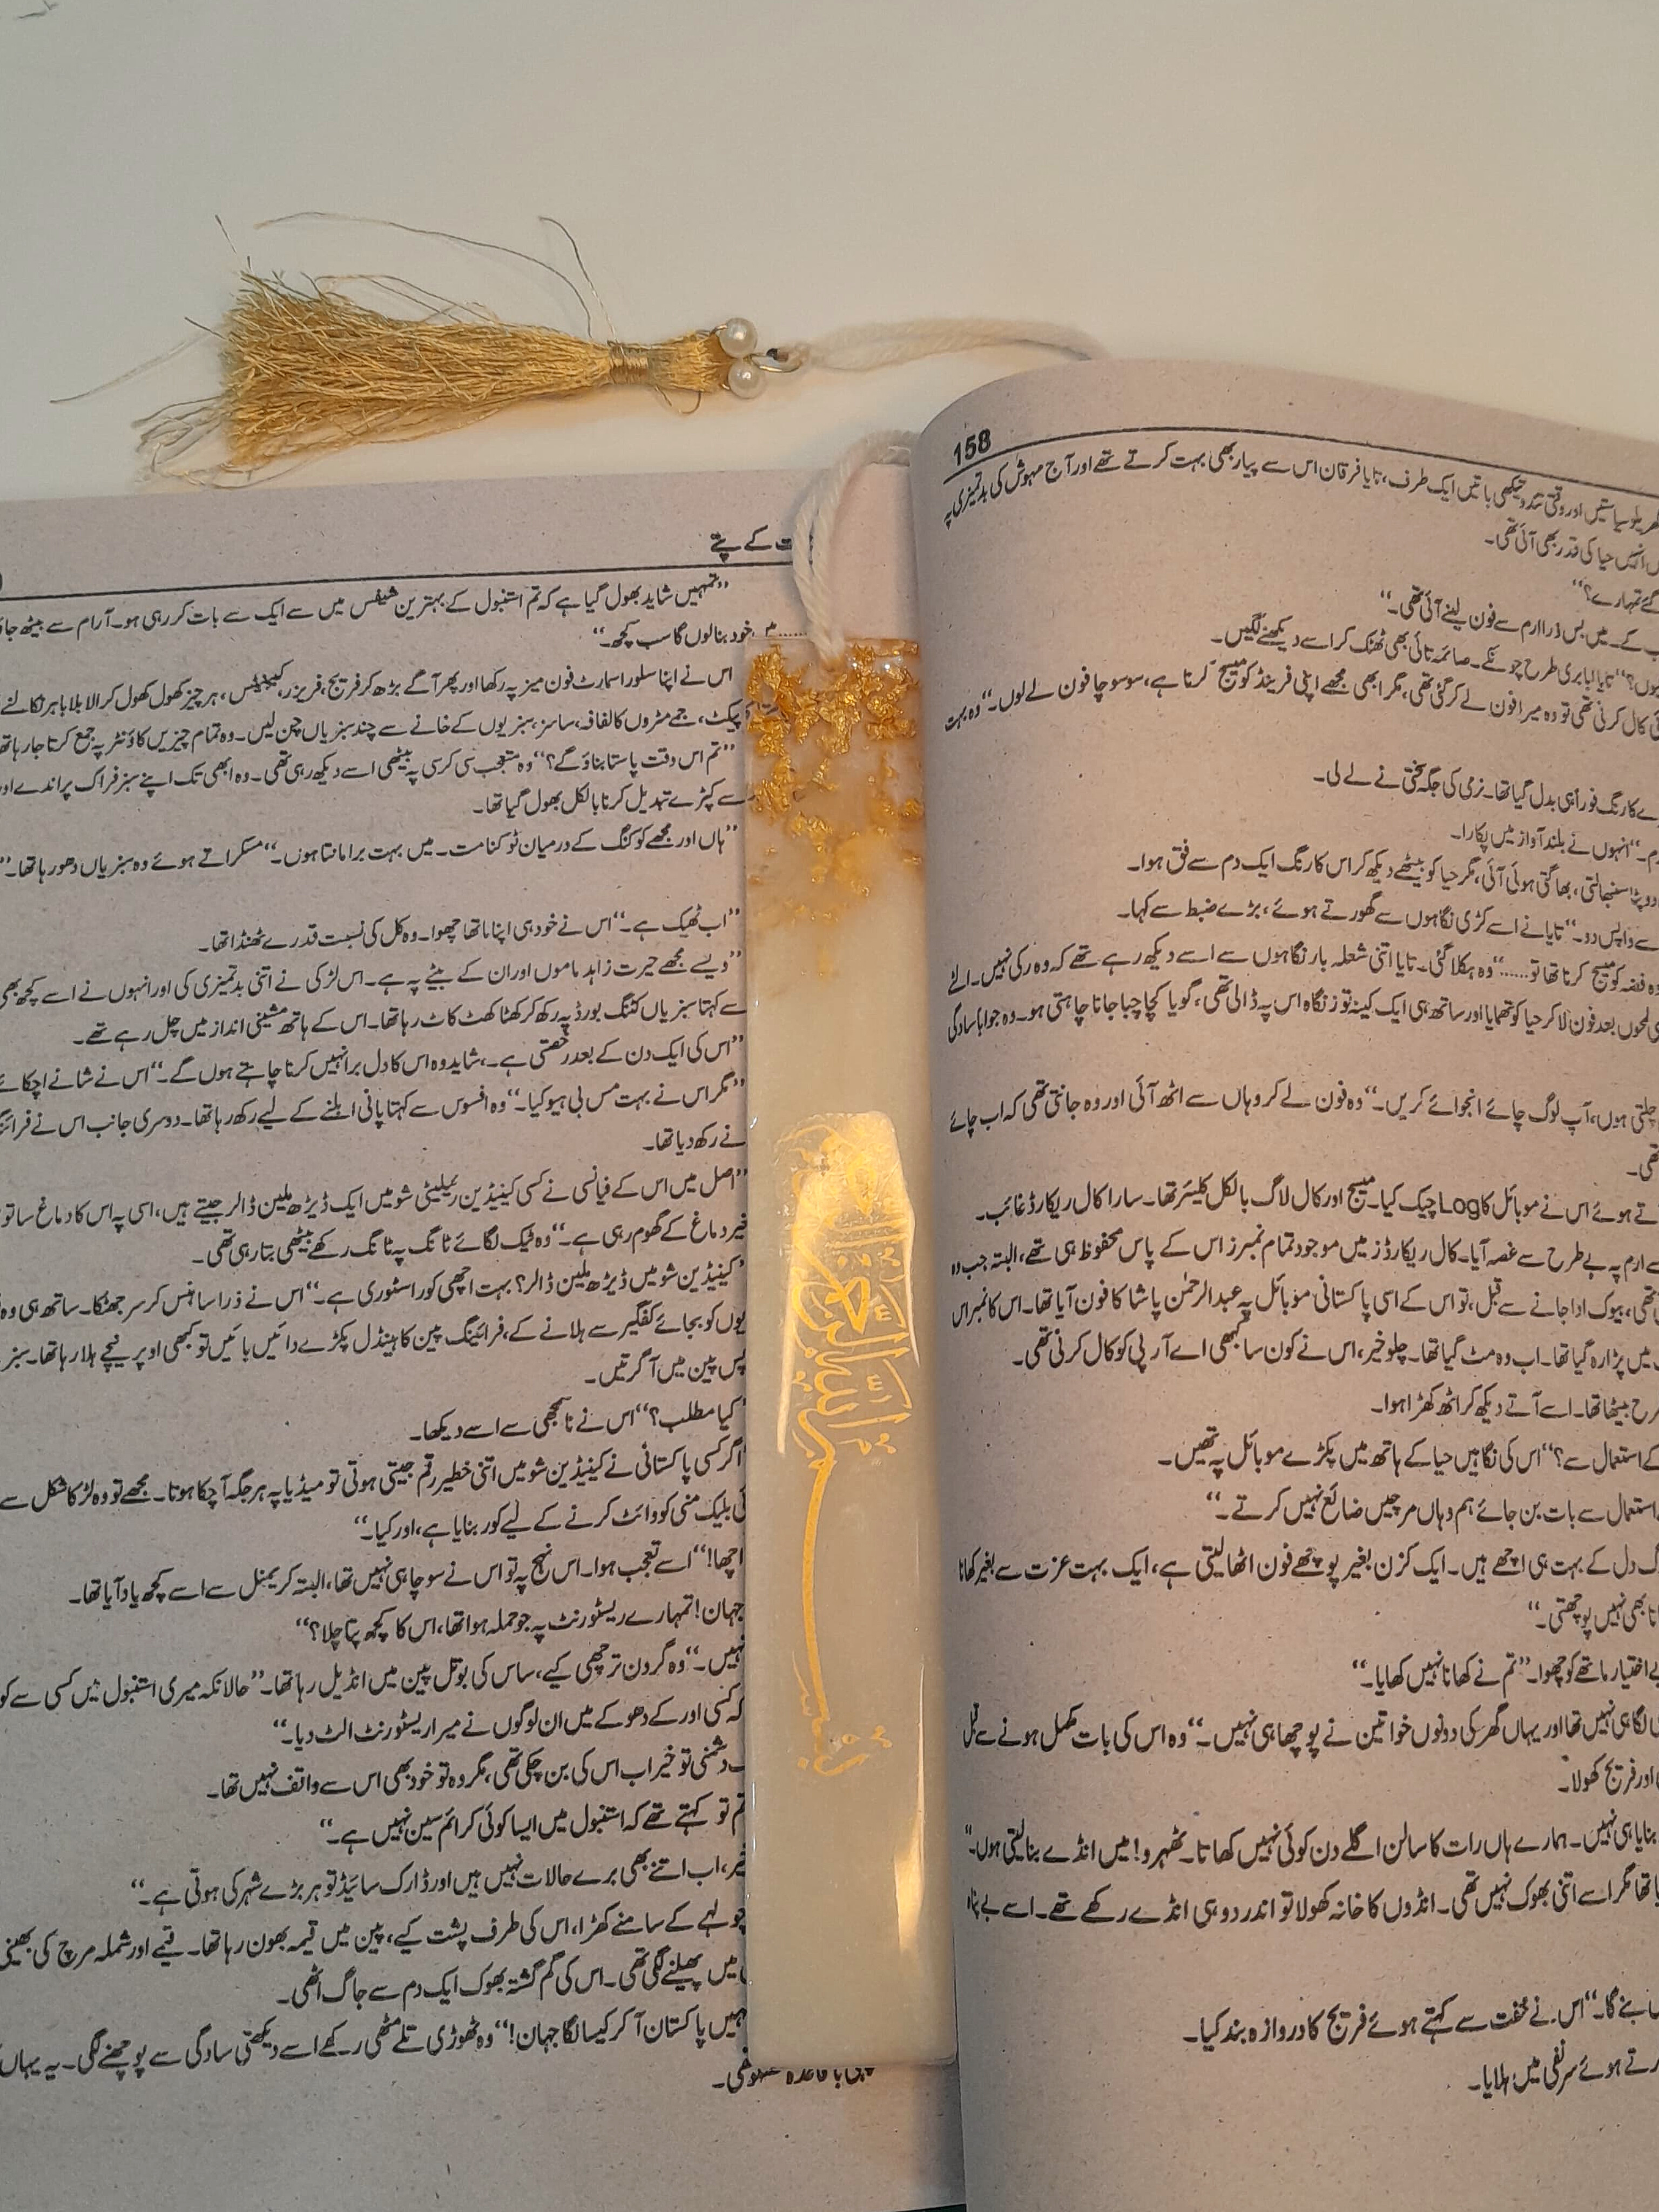 158
گھریلو سیاستیں اور وقتی تند و تیکھی باتیں ایک طرف، تایا فرقان اس سے پیار بھی بہت کرتے تھے اور آج مہوش کی بدتمیزی پہ
انہیں حیا کی قدر بھی آئی تھی۔
گئے تمہارے؟‘‘
کے۔ میں بس ذرا ارم سے فون لینے آئی تھی۔‘‘
تایا ابا بری طرح چونکے۔ صائمہ تائی بھی ٹھٹک کر اسے دیکھنے لگیں۔
کال کرنی تھی تو وہ میرا فون لے کر گئی تھی، مگر ابھی مجھے اپنی فرینڈ کو میسج کرنا ہے، سو سوچا فون لے لوں۔‘‘ وہ بہت
کا رنگ فوراً ہی بدل گیا تھا۔ نرمی کی جگہ سختی نے لے لی۔
‘‘انہوں نے بلند آواز میں پکارا۔
دوپٹا سنبھالتی، بھاگتی ہوئی آئی، مگر حیا کو بیٹھے دیکھ کر اس کا رنگ ایک دم سے فق ہوا۔
واپس دو۔‘‘ تایا نے اسے کڑی نگاہوں سے گھورتے ہوئے، بڑے ضبط سے کہا۔
فضہ کو میسج کرنا تھا تو......‘‘ وہ ہکلا گئی۔ تایا اتنی شعلہ بار نگاہوں سے اسے دیکھ رہے تھے کہ وہ رکی نہیں۔ الٹے
لمحوں بعد فون لا کر حیا کو تھمایا اور ساتھ ہی ایک کینہ توز نگاہ اس پہ ڈالی تھی، گویا کچا چبا جانا چاہتی ہو۔ وہ جواباً سادگی
چلتی ہوں، آپ لوگ چائے انجوائے کریں۔‘‘ وہ فون لے کر وہاں سے اٹھ آئی اور وہ جانتی تھی کہ اب چائے
تھی۔
ہوئے اس نے موبائل کا Log چیک کیا۔ میسج اور کال لاگ بالکل کلیئر تھا۔ سارا کال ریکارڈ غائب۔
ارم پہ بے طرح سے غصہ آیا۔ کال ریکارڈز میں موجود تمام نمبرز اس کے پاس محفوظ ہی تھے، البتہ جب وہ
تھی، بیوک ادا جانے سے قبل، تو اس کے اسی پاکستانی موبائل پہ عبدالرحمٰن پاشا کا فون آیا تھا۔ اس کا نمبر اس
میں پڑا رہ گیا تھا۔ اب وہ مٹ گیا تھا۔ چلو خیر، اس نے کون سا کبھی اے آر پی کو کال کرنی تھی۔
بیٹھا تھا۔ اسے آتے دیکھ کر اٹھ کھڑا ہوا۔
کے استعمال سے؟‘‘ اس کی نگاہیں حیا کے ہاتھ میں پکڑے موبائل پہ تھیں۔
استعمال سے بات بن جائے ہم وہاں مرچیں ضائع نہیں کرتے۔‘‘
دل کے بہت ہی اچھے ہیں۔ ایک کزن بغیر پوچھے فون اٹھا لیتی ہے، ایک بہت عزت سے بغیر کھانا
بھی نہیں پوچھتی۔‘‘
بے اختیار ماتھے کو چھوا۔ ’’تم نے کھانا نہیں کھایا۔‘‘
لگا ہی نہیں تھا اور یہاں گھر کی دونوں خواتین نے پوچھا ہی نہیں۔‘‘ وہ اس کی بات مکمل ہونے سے قبل
اور فریج کھولا۔
بنایا ہی نہیں۔ ہمارے ہاں رات کا سالن اگلے دن کوئی نہیں کھاتا۔ ٹھہرو! میں انڈے بنا لیتی ہوں۔‘‘
تھا مگر اسے اتنی بھوک نہیں تھی۔ انڈوں کا خانہ کھولا تو اندر دو ہی انڈے رکھے تھے۔ اسے بے پناہ
بنے گا۔‘‘ اس نے خفت سے کہتے ہوئے فریج کا دروازہ بند کیا۔
ہوئے سر نفی میں ہلایا۔
کے پتے
’’تمہیں شاید بھول گیا ہے کہ تم استنبول کے بہترین شیفس میں سے ایک سے بات کر رہی ہو۔ آرام سے بیٹھ جاؤ
خود بنا لوں گا سب کچھ۔‘‘
اس نے اپنا سلور اسمارٹ فون میز پہ رکھا اور پھر آگے بڑھ کر فریج، فریزر، کیبنٹس، ہر چیز کھول کھول کر الا بلا باہر نکالنے
پیکٹ، جمے مٹروں کا لفافہ، ساسز، سبزیوں کے خانے سے چند سبزیاں چن لیں۔ وہ تمام چیزیں کاؤنٹر پہ جمع کرتا جا رہا تھا
’’تم اس وقت پاستا بناؤ گے؟‘‘ وہ متعجب سی کرسی پہ بیٹھی اسے دیکھ رہی تھی۔ وہ ابھی تک اپنے سبز فراک پراندے اور
سے کپڑے تبدیل کرنا بالکل بھول گیا تھا۔
’’ہاں اور مجھے کوکنگ کے درمیان ٹوکنا مت۔ میں بہت برا مانتا ہوں۔‘‘ مسکراتے ہوئے وہ سبزیاں دھو رہا تھا۔
’’اب ٹھیک ہے۔‘‘ اس نے خود ہی اپنا ماتھا چھوا۔ وہ کل کی نسبت قدرے ٹھنڈا تھا۔
’’ویسے مجھے حیرت زاہد ماموں اور ان کے بیٹے پہ ہے۔ اس لڑکی نے اتنی بدتمیزی کی اور انہوں نے اسے کچھ بھی
سے کہتا سبزیاں کٹنگ بورڈ پہ رکھ کر کھٹا کھٹ کاٹ رہا تھا۔ اس کے ہاتھ مشینی انداز میں چل رہے تھے۔
’’اس کی ایک دن کے بعد رخصتی ہے۔ شاید وہ اس کا دل برا نہیں کرنا چاہتے ہوں گے۔‘‘ اس نے شانے اچکائے
’’مگر اس نے بہت مس بی ہیو کیا۔‘‘ وہ افسوس سے کہتا پانی ابلنے کے لیے رکھ رہا تھا۔ دوسری جانب اس نے فرائنگ
نے رکھ دیا تھا۔
’’اصل میں اس کے فیانسی نے کسی کینیڈین ریئلیٹی شو میں ایک ڈیڑھ ملین ڈالر جیتے ہیں، اسی پہ اس کا دماغ ساتویں
بغیر دماغ کے گھوم رہی ہے۔‘‘ وہ ٹیک لگائے ٹانگ پہ ٹانگ رکھے بیٹھی بتا رہی تھی۔
’’کینیڈین شو میں ڈیڑھ ملین ڈالر؟ بہت اچھی کور اسٹوری ہے۔‘‘ اس نے ذرا سا ہنس کر سر جھٹکا۔ ساتھ ہی وہ
کو بجائے کفگیر سے ہلانے کے، فرائنگ پین کا ہینڈل پکڑے دائیں بائیں تو کبھی اوپر نیچے ہلا رہا تھا۔ سبز
پین میں آ گرتیں۔
’’کیا مطلب؟‘‘ اس نے ناسمجھی سے اسے دیکھا۔
اگر کسی پاکستانی نے کینیڈین شو میں اتنی خطیر رقم جیتی ہوتی تو میڈیا پہ ہر جگہ آ چکا ہوتا۔ مجھے تو وہ لڑکا شکل سے
بلیک منی کو وائٹ کرنے کے لیے کور بنایا ہے، اور کیا۔‘‘
اچھا!‘‘ اسے تعجب ہوا۔ اس نہج پہ تو اس نے سوچا ہی نہیں تھا، البتہ کریمنل سے اسے کچھ یاد آیا تھا۔
جہان! تمہارے ریسٹورنٹ پہ جو حملہ ہوا تھا، اس کا کچھ پتا چلا؟‘‘
نہیں۔‘‘ وہ گردن ترچھی کیے، ساس کی بوتل پین میں انڈیل رہا تھا۔ ’’حالانکہ میری استنبول میں کسی سے کو
کہ کسی اور کے دھوکے میں ان لوگوں نے میرا ریسٹورنٹ الٹ دیا۔‘‘
دشمنی تو خیر اب اس کی بن چکی تھی، مگر وہ تو خود بھی اس سے واقف نہیں تھا۔
تم تو کہتے تھے کہ استنبول میں ایسا کوئی کرائم سین نہیں ہے۔‘‘
خیر، اب اتنے بھی برے حالات نہیں ہیں اور ڈارک سائیڈ تو ہر بڑے شہر کی ہوتی ہے۔‘‘
چولہے کے سامنے کھڑا، اس کی طرف پشت کیے، پین میں قیمہ بھون رہا تھا۔ قیمے اور شملہ مرچ کی بھینی
میں پھیلنے لگی تھی۔ اس کی گم گشتہ بھوک ایک دم سے جاگ اٹھی۔
تمہیں پاکستان آ کر کیسا لگا جہان!‘‘ وہ ٹھوڑی تلے مٹھی رکھے اسے دیکھتی سادگی سے پوچھنے لگی۔ یہ یہاں
باقاعدہ
بسم الله الرحمن الرحيم